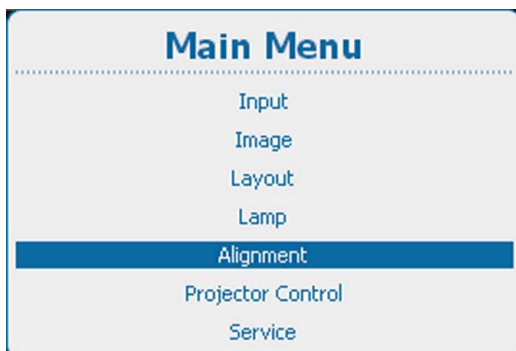 Main Menu
Input
Image
Layout
Lamp
Alignment
Projector Control
Service